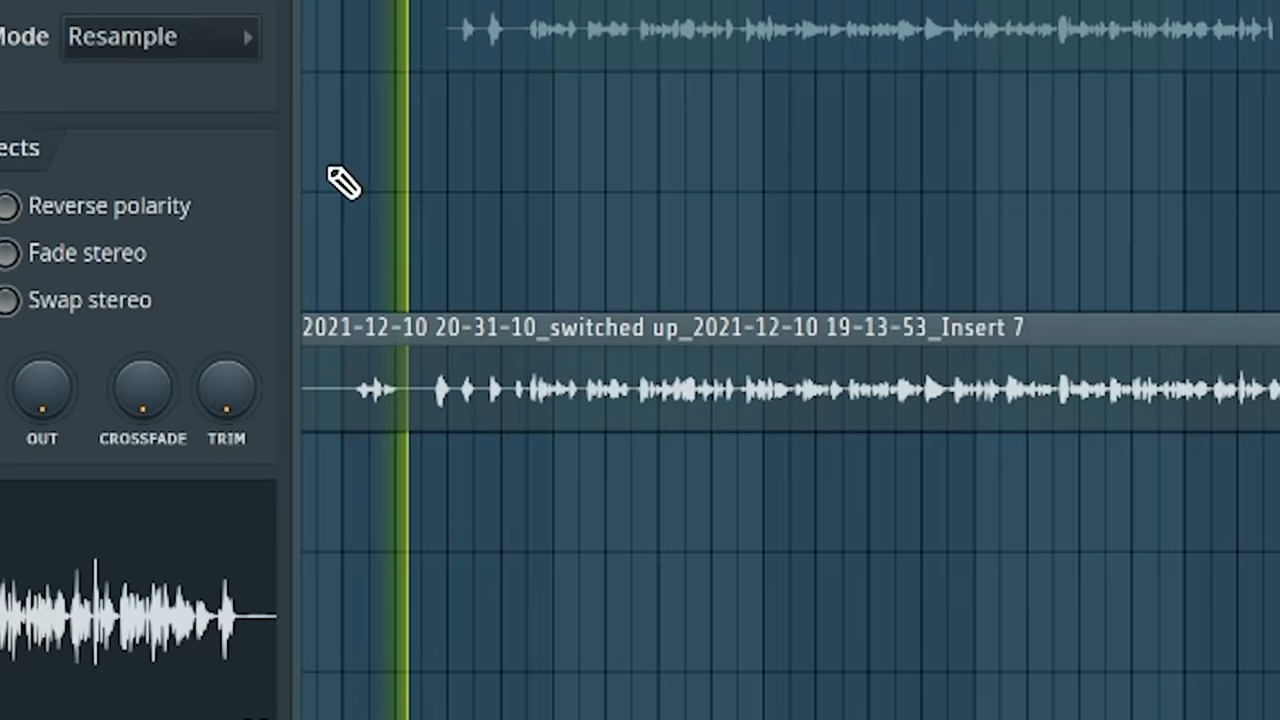 Mode Resample
ects
Reverse polarity
Fade stereo
Swap stereo
2021-12-10 20-31-10_switched up_2021-12-10 19-13-53_Insert 7
OUT CROSSFADE TRIM